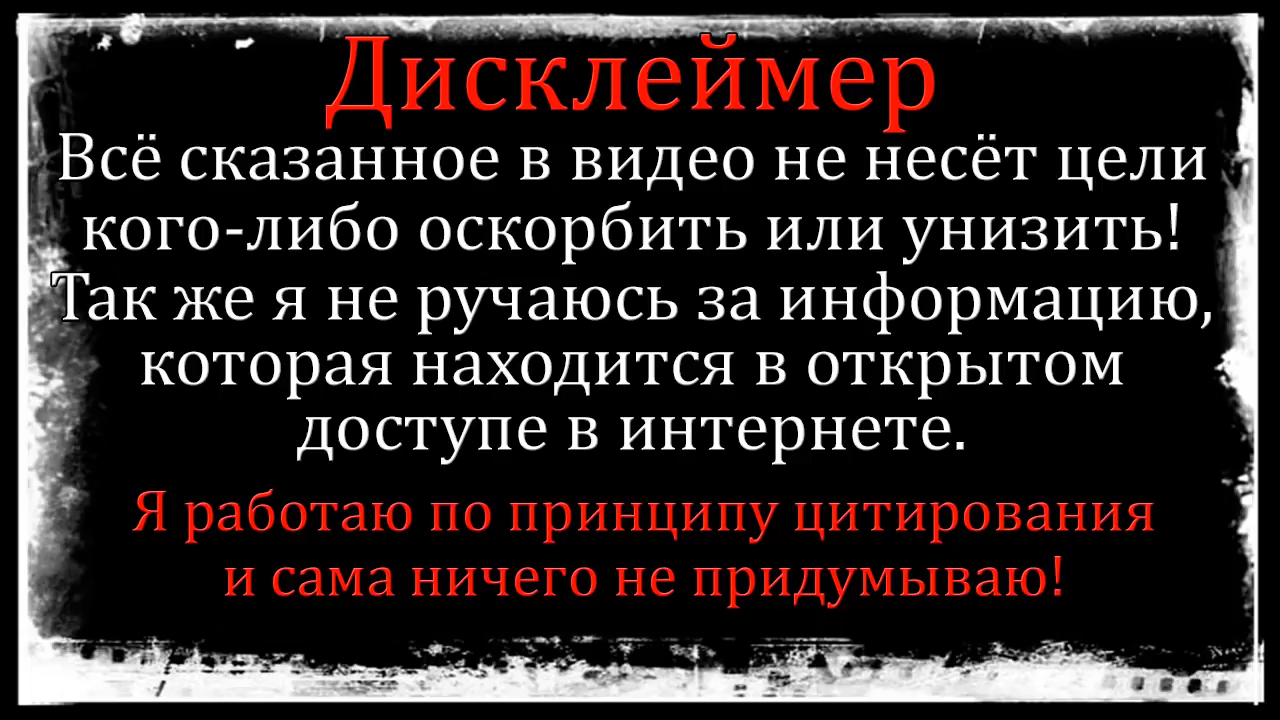 Дисклеймер
Всё сказанное в видео не несёт цели
кого-либо оскорбить или унизить!
Так же я не ручаюсь за информацию,
которая находится в открытом
доступе в интернете.
Я работаю по принципу цитирования
и сама ничего не придумываю!